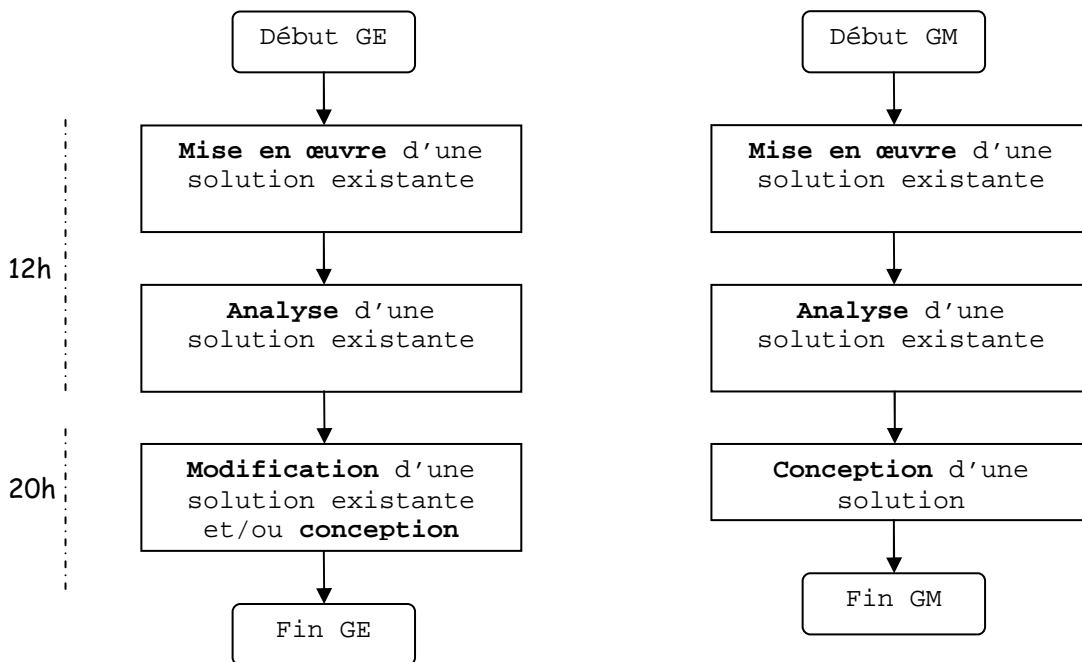 Début GE
Début GM
Mise en œuvre d'une
solution existante
Mise en œuvre d'une
solution existante
12h
Analyse d'une
solution existante
Analyse d'une
solution existante
20h
Modification d'une
solution existante
et/ou conception
Conception d'une
solution
Fin GE
Fin GM